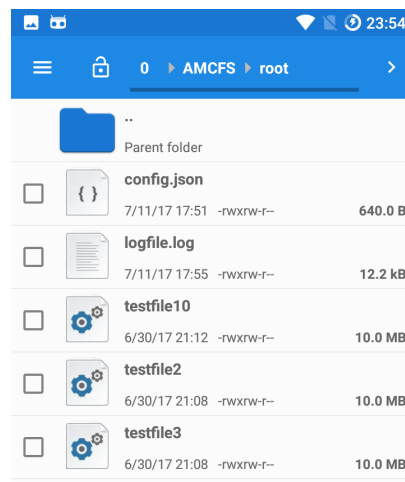 23:54
0 AMCFS root
..
Parent folder
{ }
config.json
7/11/17 17:51 -rwxrw-r-- 640.0 B
logfile.log
7/11/17 17:55 -rwxrw-r-- 12.2 kB
testfile10
6/30/17 21:12 -rwxrw-r-- 10.0 MB
testfile2
6/30/17 21:08 -rwxrw-r-- 10.0 MB
testfile3
6/30/17 21:08 -rwxrw-r-- 10.0 MB